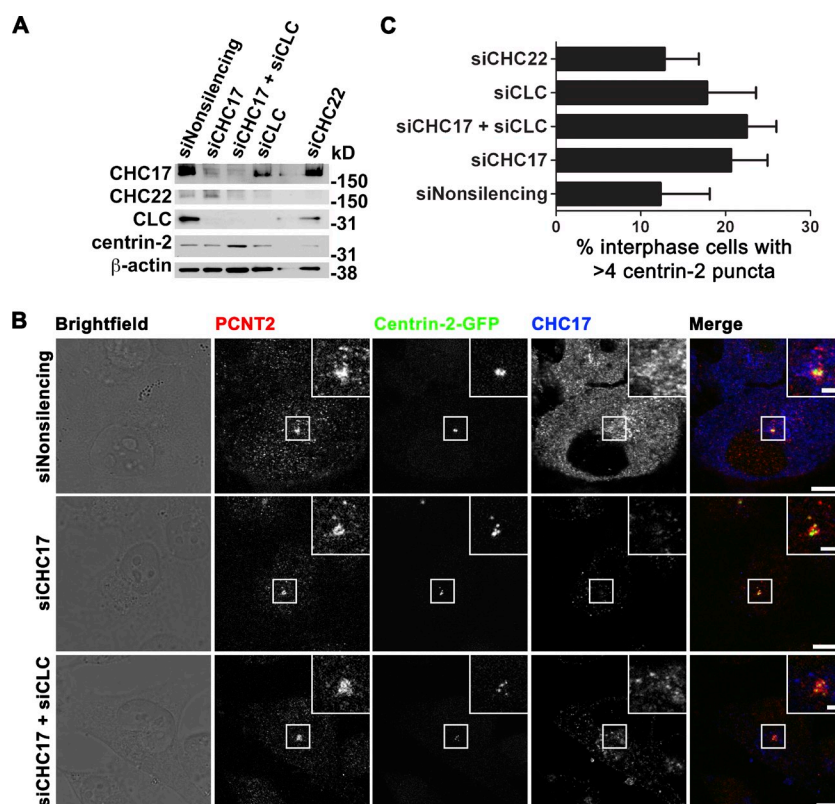 A
siNonsilencing
siCHC17
siCHC17 + siCLC
siCLC
siCHC22
kD
CHC17
-150
CHC22
-150
CLC
-31
centrin-2
-31
β-actin
-38
C
siCHC22
siCLC
siCHC17 + siCLC
siCHC17
siNonsilencing
0 10 20 30
% interphase cells with
>4 centrin-2 puncta
B
Brightfield PCNT2 Centrin-2-GFP CHC17 Merge
siNonsilencing
siCHC17
siCHC17 + siCLC